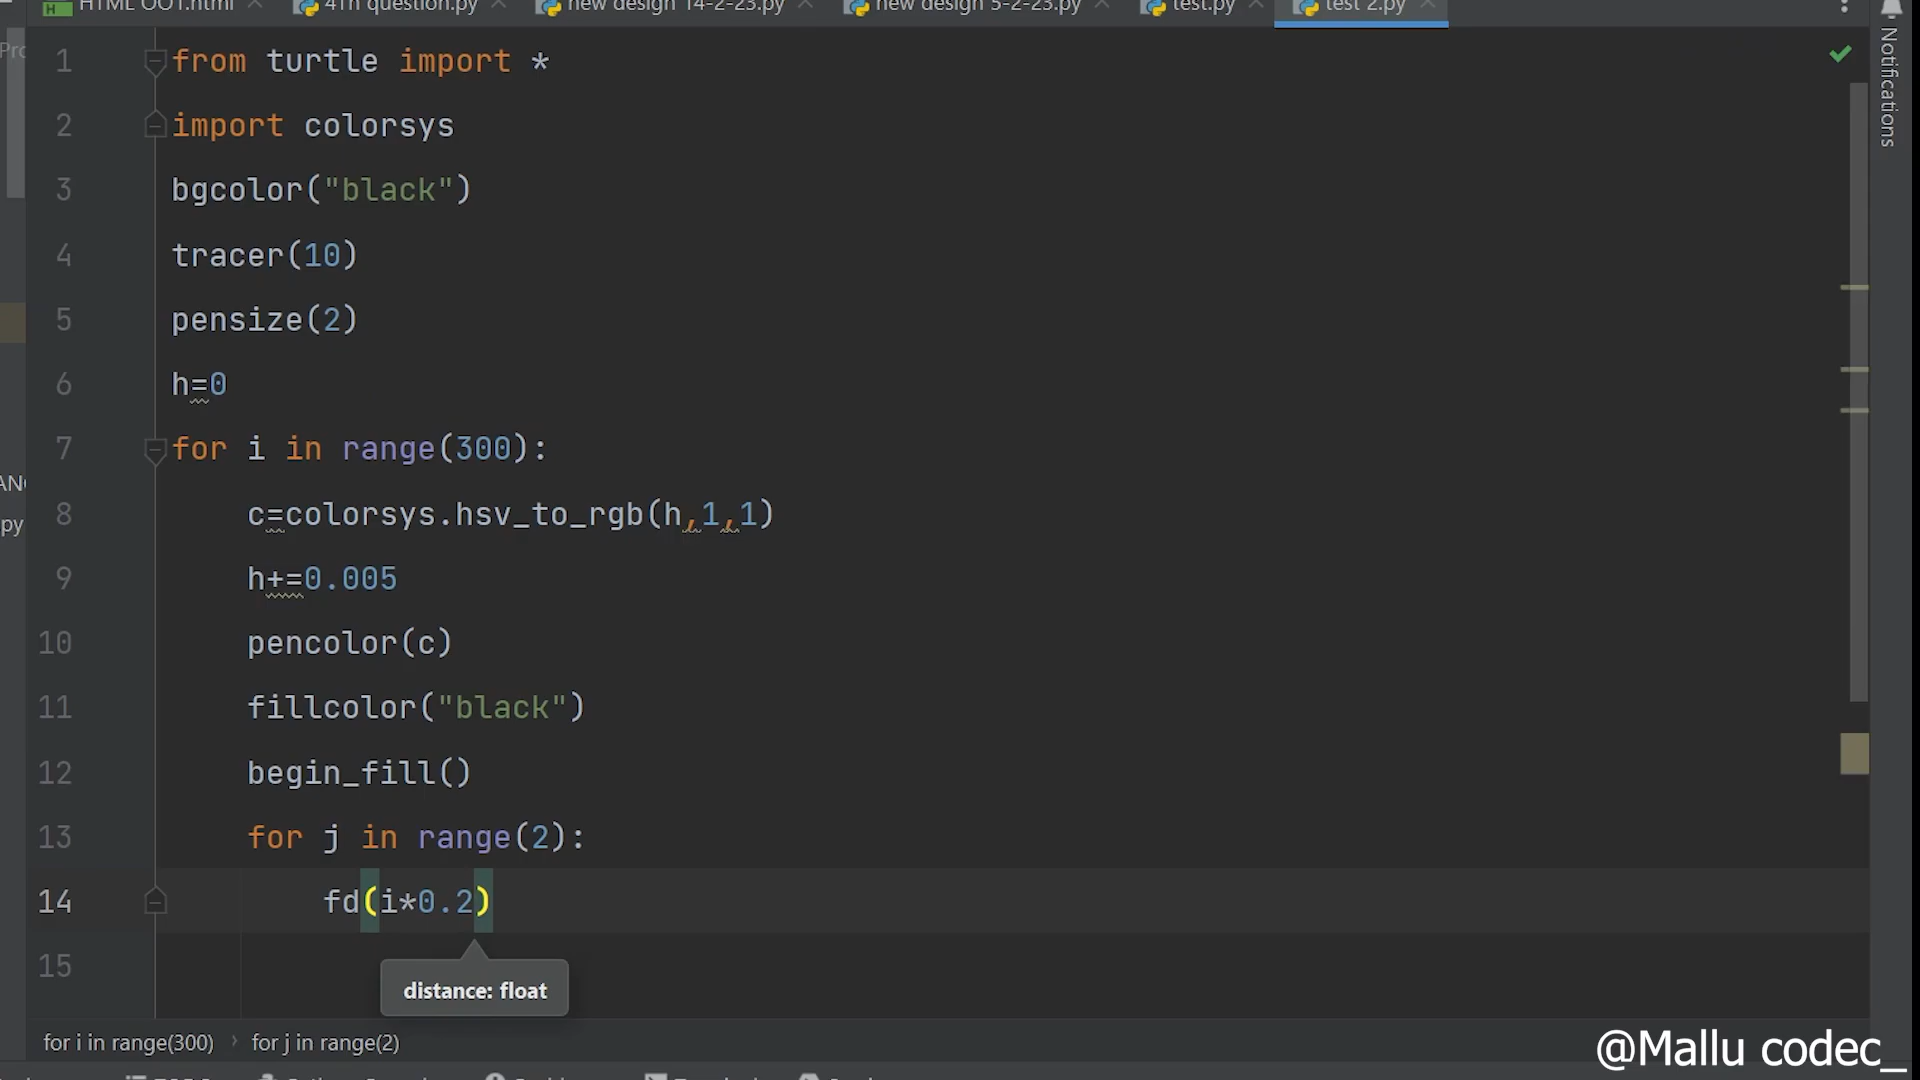 HTML OO1.html
4th question.py
new design 14-2-23.py
new design 5-2-23.py
test.py
test 2.py
Notifications
1 from turtle import *
2 import colorsys
3 bgcolor("black")
4 tracer(10)
5 pensize(2)
6 h=0
7 for i in range(300):
8 c=colorsys.hsv_to_rgb(h,1,1)
9 h+=0.005
10 pencolor(c)
11 fillcolor("black")
12 begin_fill()
13 for j in range(2):
14 fd(i*0.2)
15
distance: float
for i in range(300) › for j in range(2)
py
@Mallu codec_